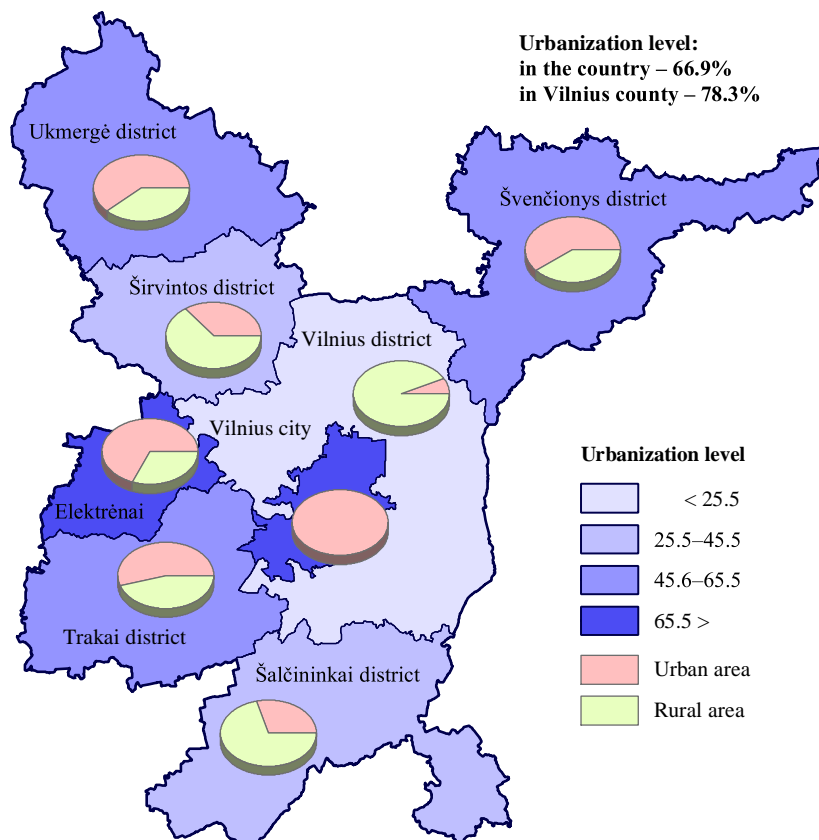 Urbanization level:
in the country – 66.9%
in Vilnius county – 78.3%
Ukmergė district
Švenčionys district
Širvintos district
Vilnius district
Vilnius city
Elektrėnai
Trakai district
Šalčininkai district
Urbanization level
< 25.5
25.5–45.5
45.6–65.5
65.5 >
Urban area
Rural area